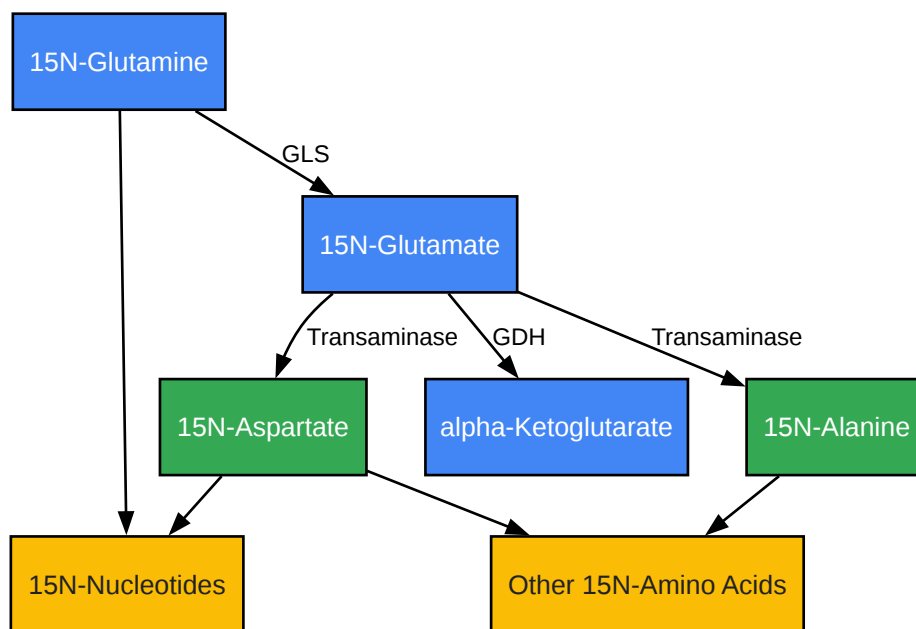 15N-Glutamine
GLS
15N-Glutamate
Transaminase
GDH
Transaminase
15N-Aspartate
alpha-Ketoglutarate
15N-Alanine
15N-Nucleotides
Other 15N-Amino Acids